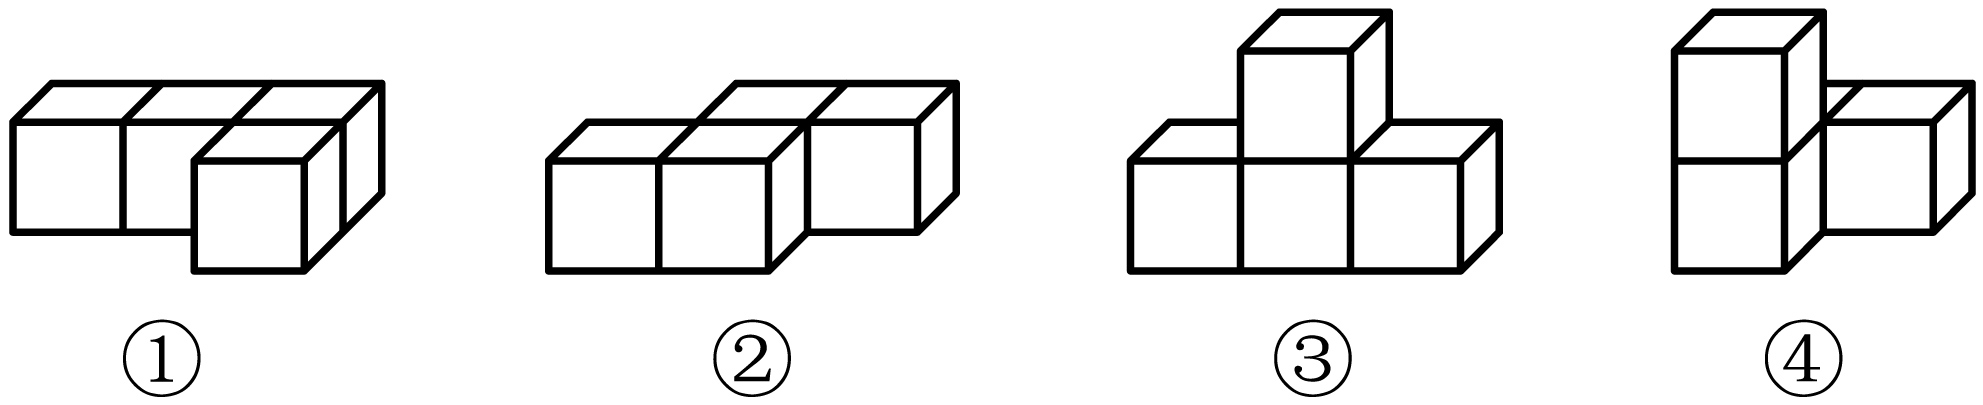 ① ② ③ ④